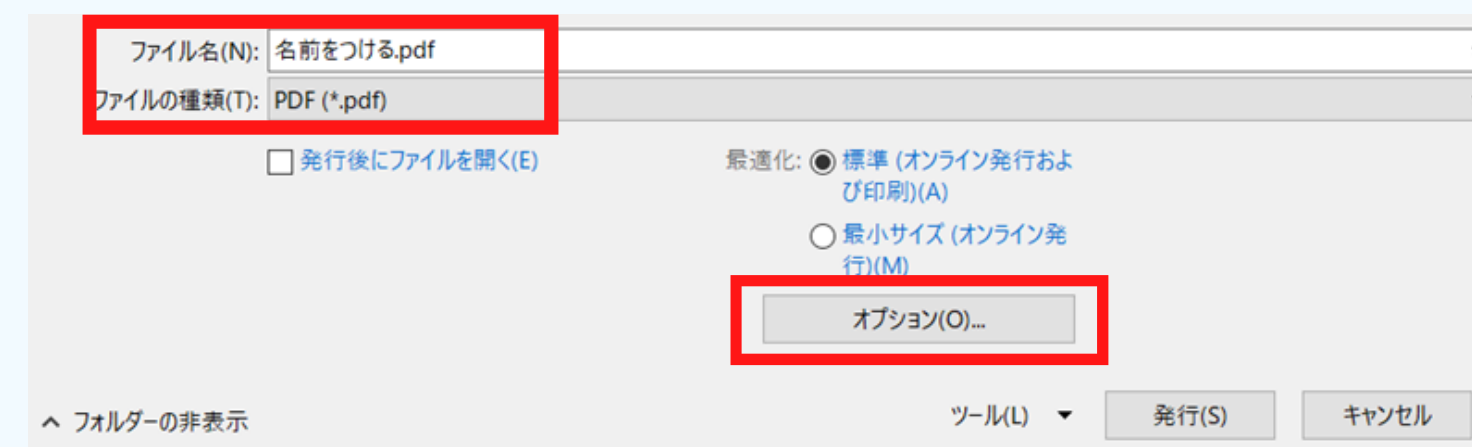 ファイル名(N): 名前をつける.pdf
ファイルの種類(T): PDF (*.pdf)
発行後にファイルを開く(E)
最適化: 標準 (オンライン発行およ
び印刷)(A)
最小サイズ (オンライン発
行)(M)
オプション(O)...
フォルダーの非表示
ツール(L) 発行(S) キャンセル